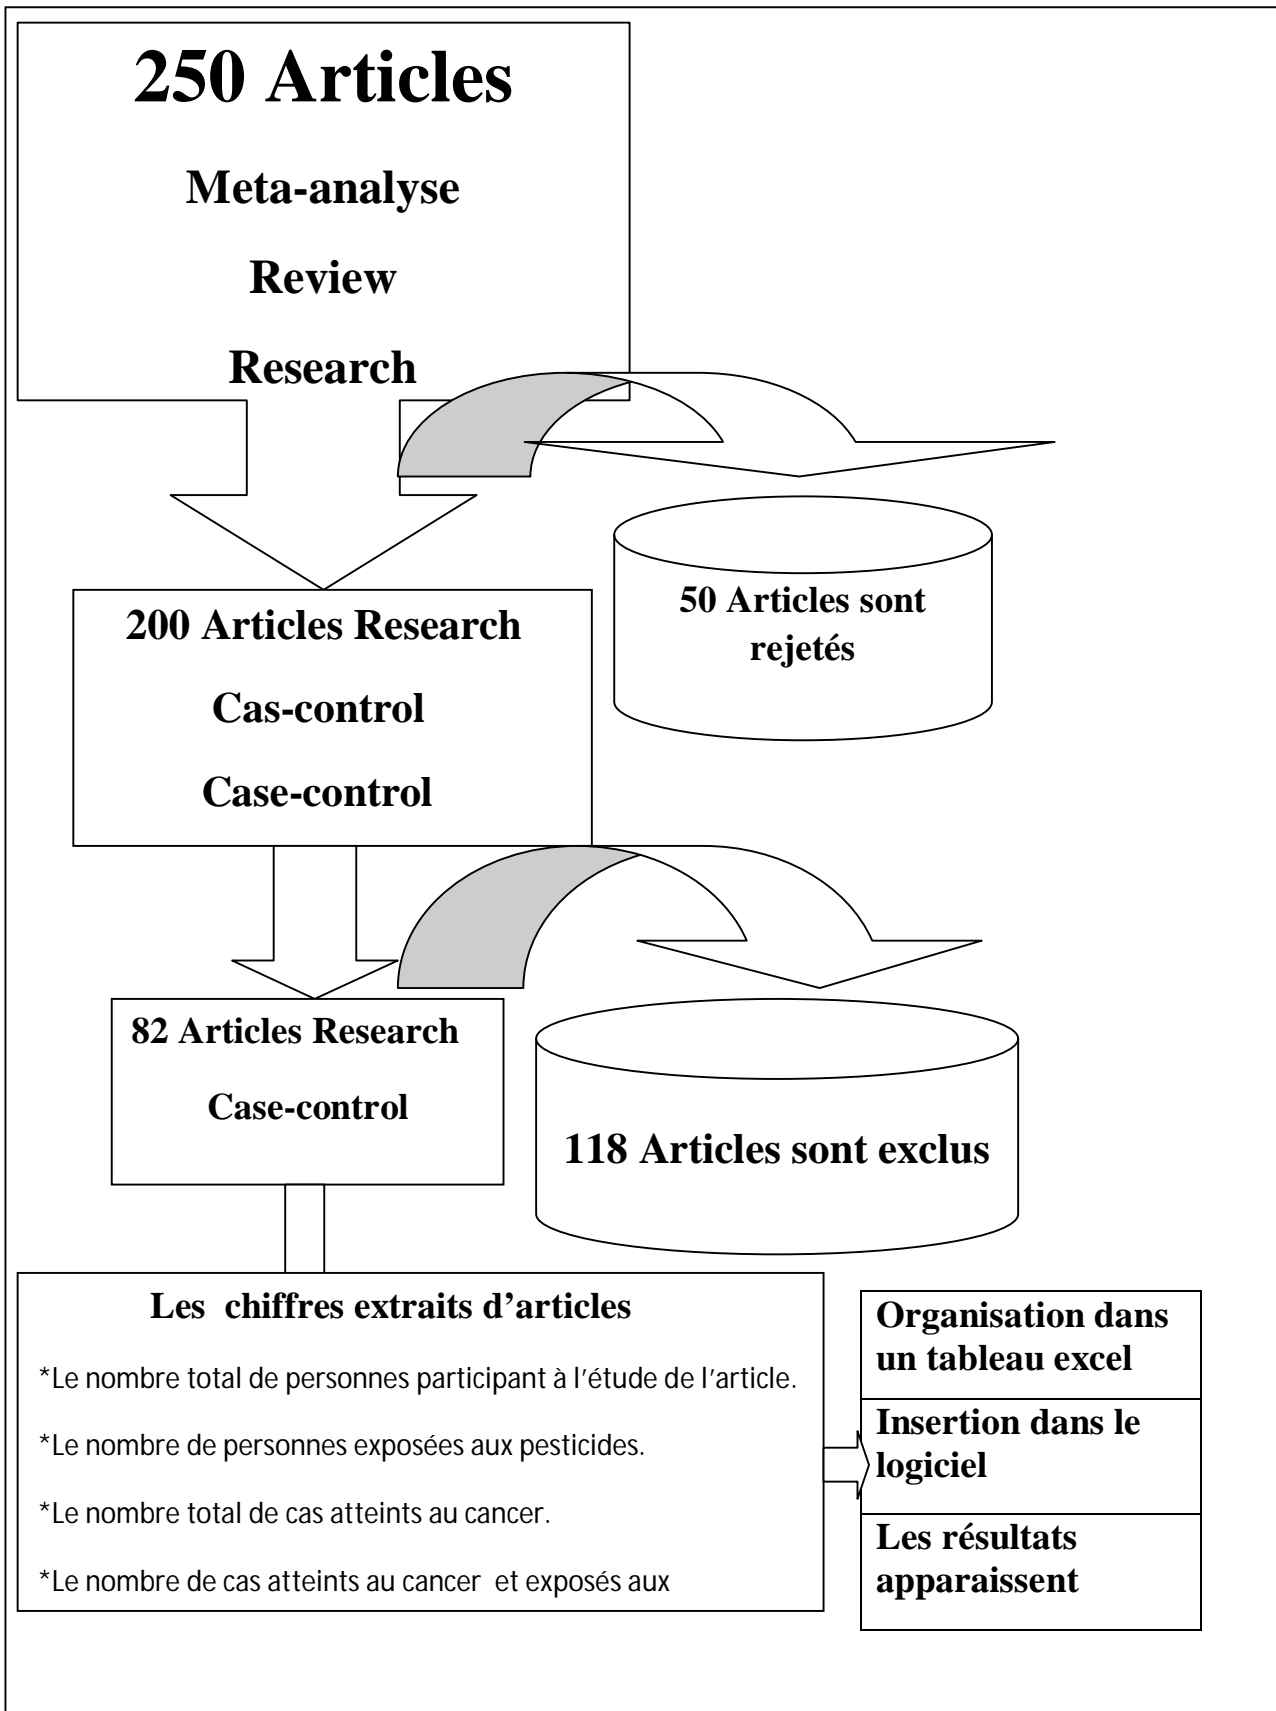 250 Articles
Meta-analyse
Review
Research
50 Articles sont
rejetés
200 Articles Research
Cas-control
Case-control
82 Articles Research
Case-control
118 Articles sont exclus
Les chiffres extraits d’articles
*Le nombre total de personnes participant à l’étude de l’article.
*Le nombre de personnes exposées aux pesticides.
*Le nombre total de cas atteints au cancer.
*Le nombre de cas atteints au cancer et exposés aux
Organisation dans
un tableau excel
Insertion dans le
logiciel
Les résultats
apparaissent